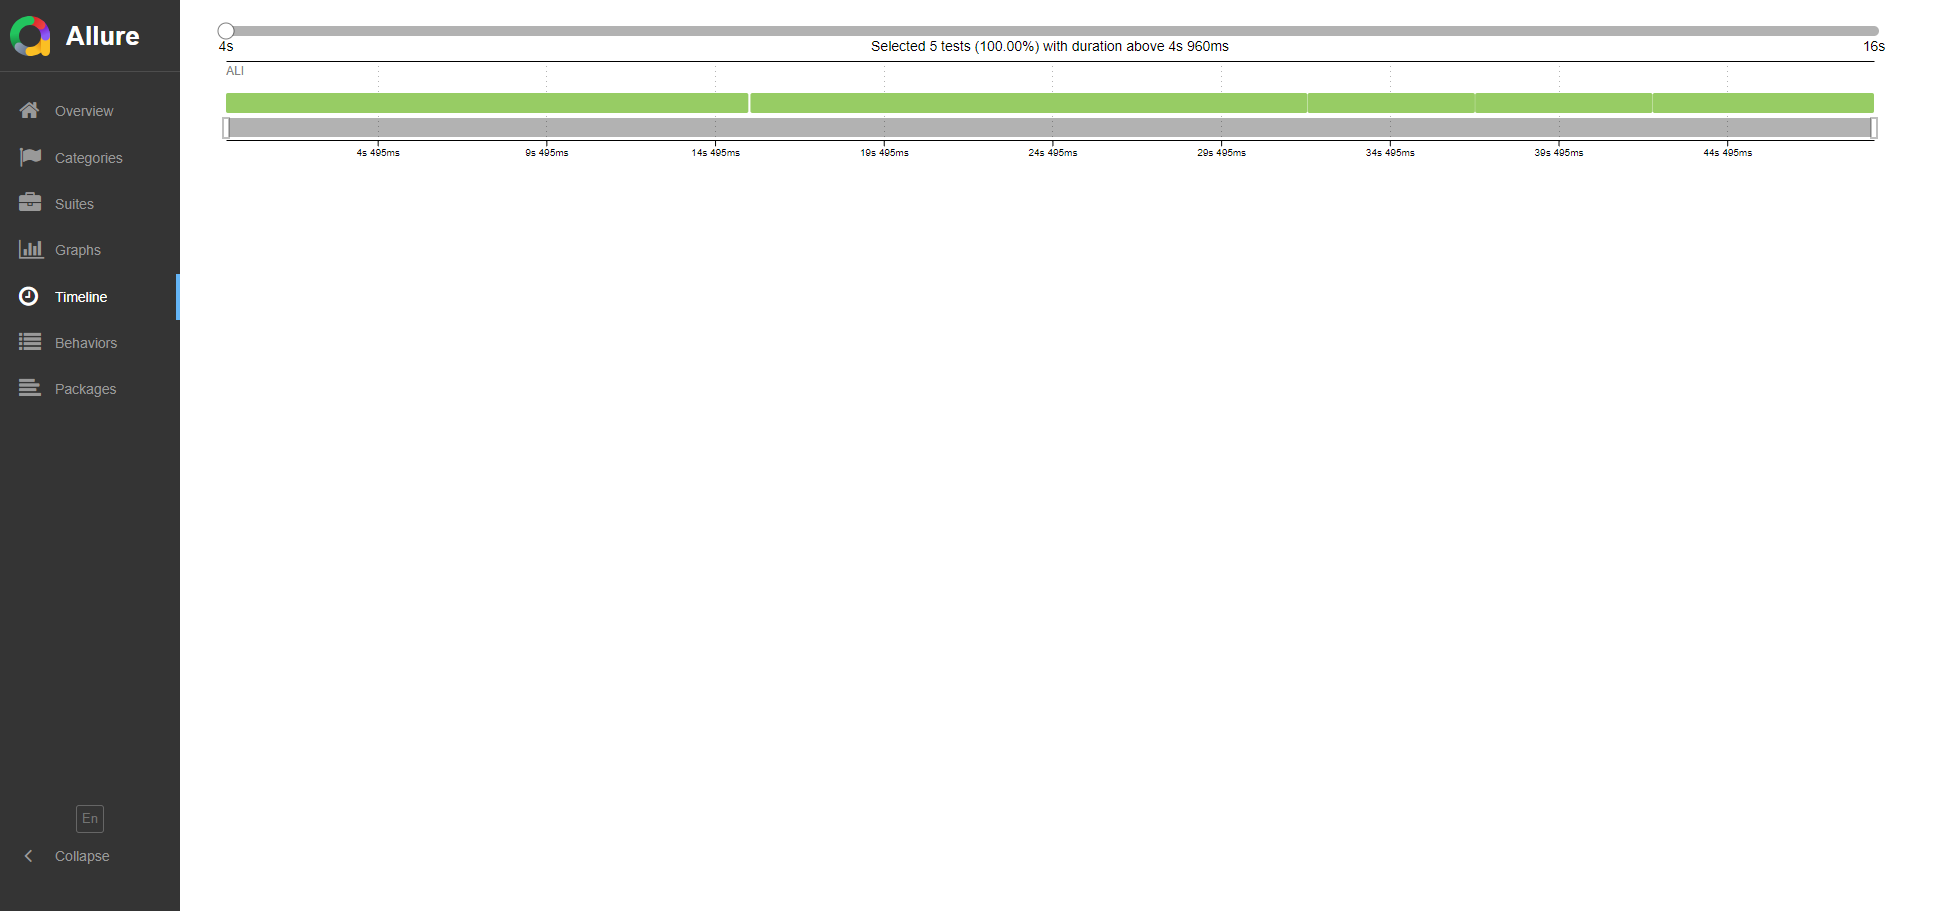 Allure
Overview
Categories
Suites
Graphs
Timeline
Behaviors
Packages
En
Collapse
4s
Selected 5 tests (100.00%) with duration above 4s 960ms
16s
ALI
4s 495ms 9s 495ms 14s 495ms 19s 495ms 24s 495ms 29s 495ms 34s 495ms 39s 495ms 44s 495ms